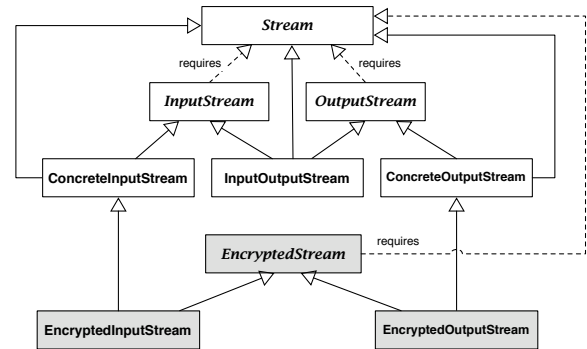 Stream
requires
requires
InputStream
OutputStream
ConcreteInputStream
InputOutputStream
ConcreteOutputStream
requires
EncryptedStream
EncryptedInputStream
EncryptedOutputStream